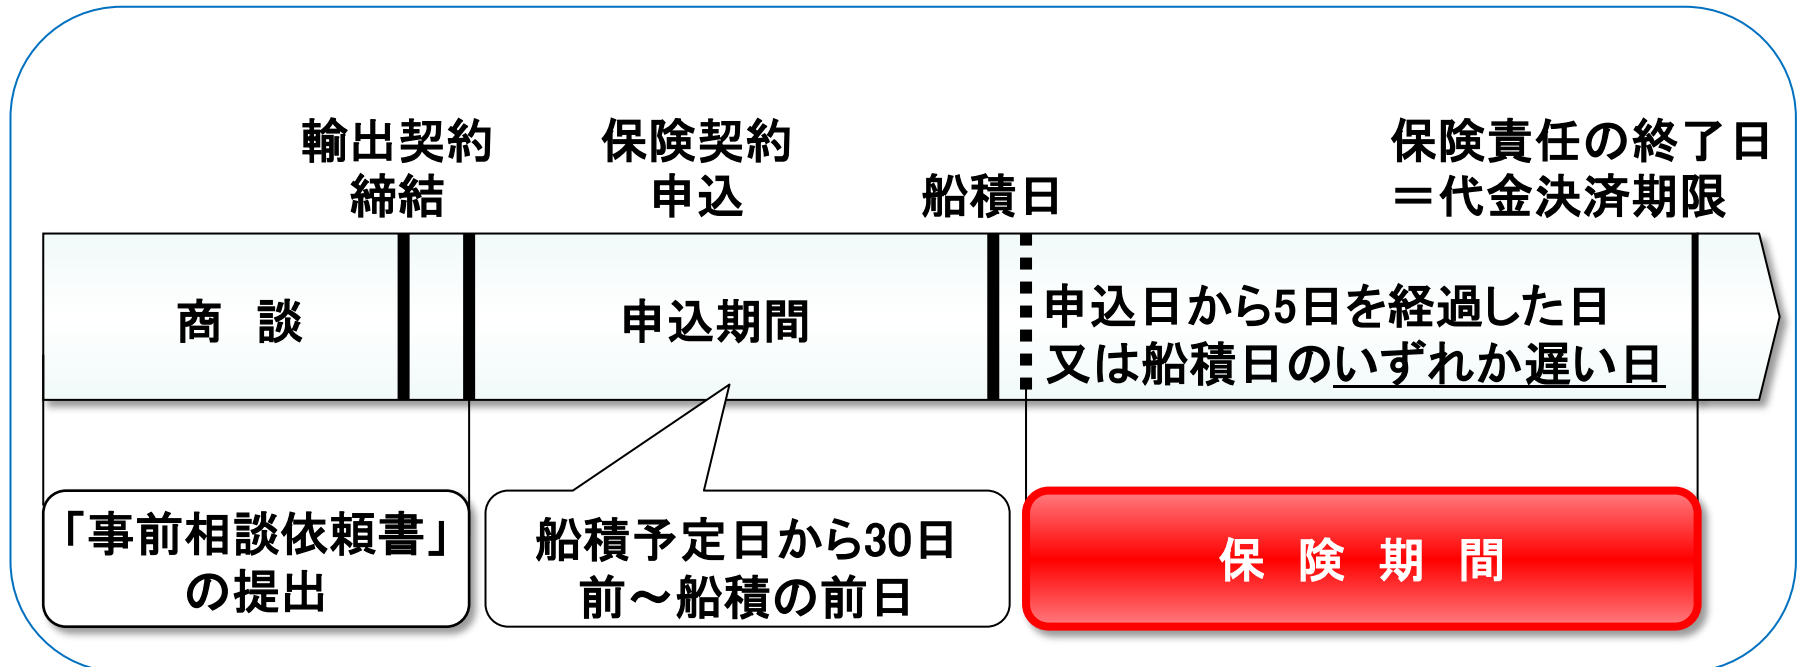 輸出契約
締結
保険契約
申込
船積日
保険責任の終了日
＝代金決済期限
商　談
申込期間
申込日から5日を経過した日
又は船積日のいずれか遅い日
「事前相談依頼書」
の提出
船積予定日から30日
前～船積の前日
保　険　期　間